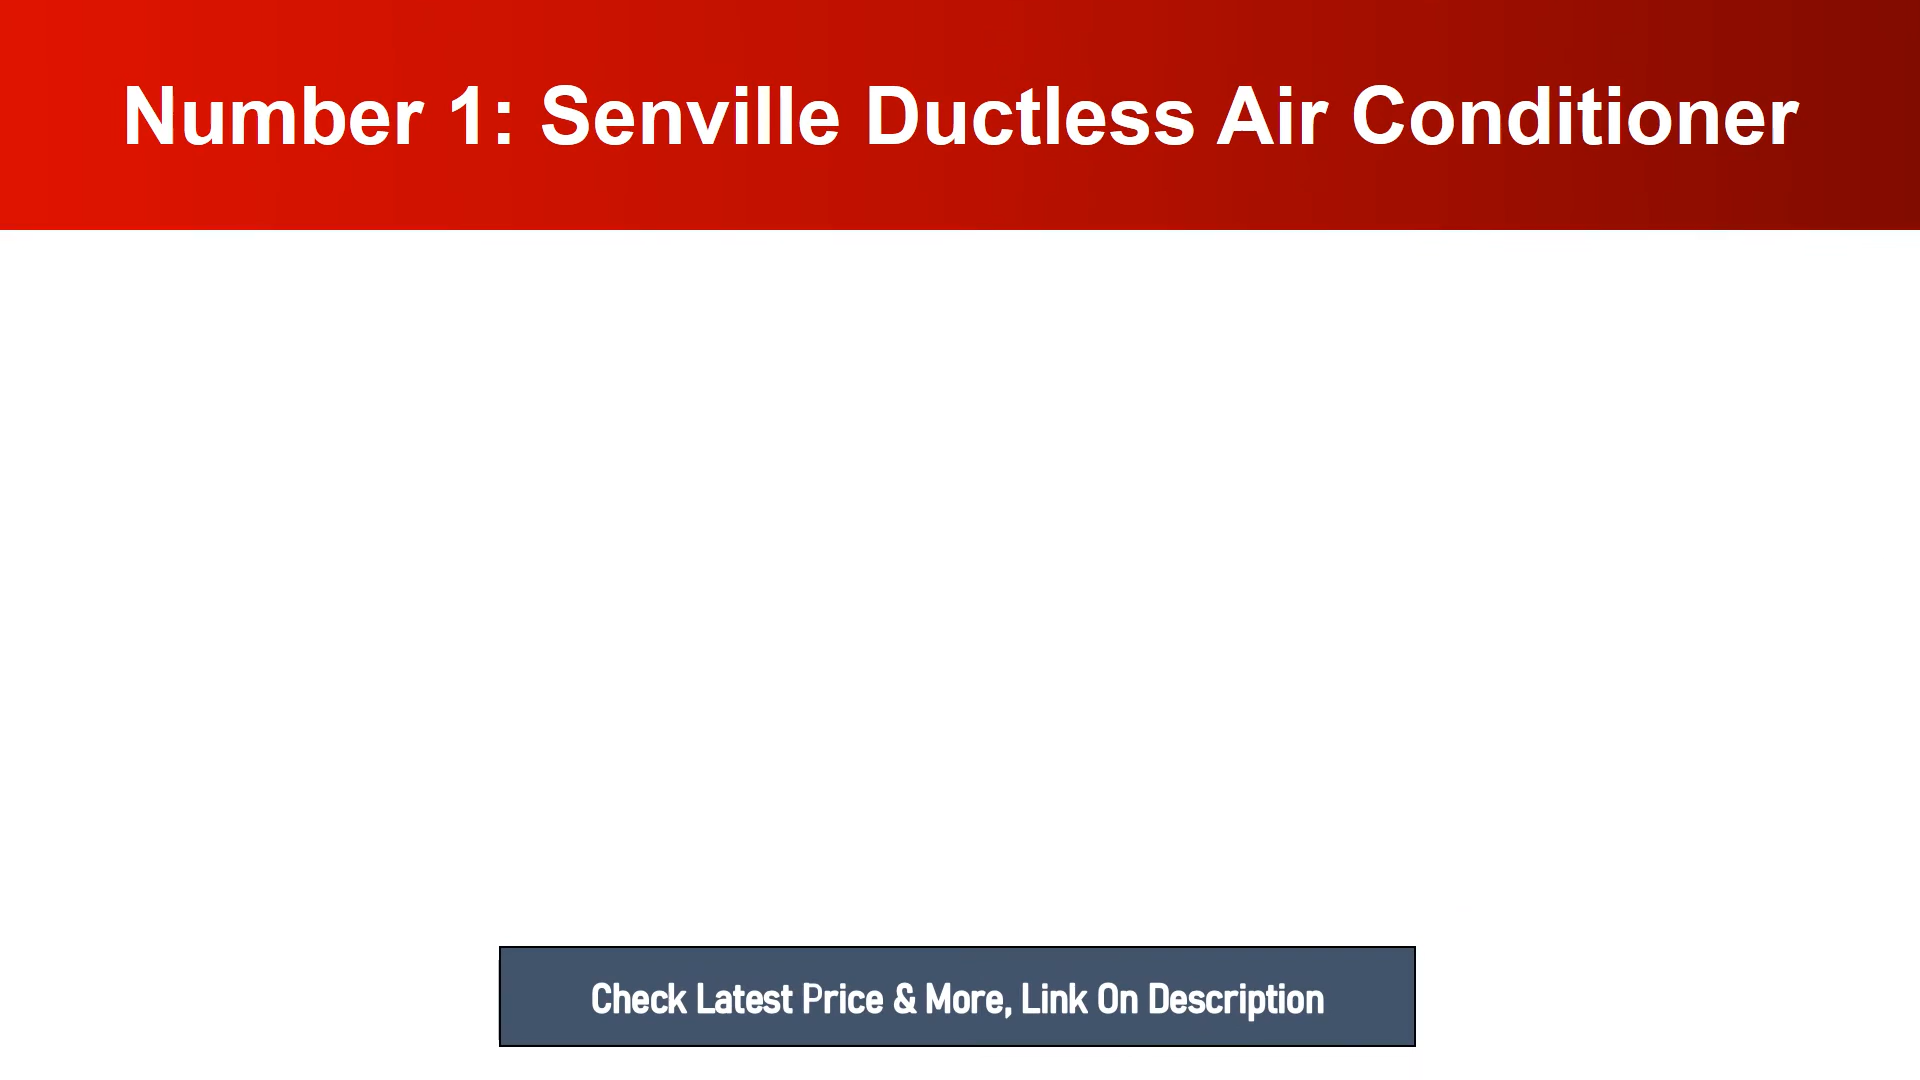 Number 1: Senville Ductless Air Conditioner
Check Latest Price & More, Link On Description